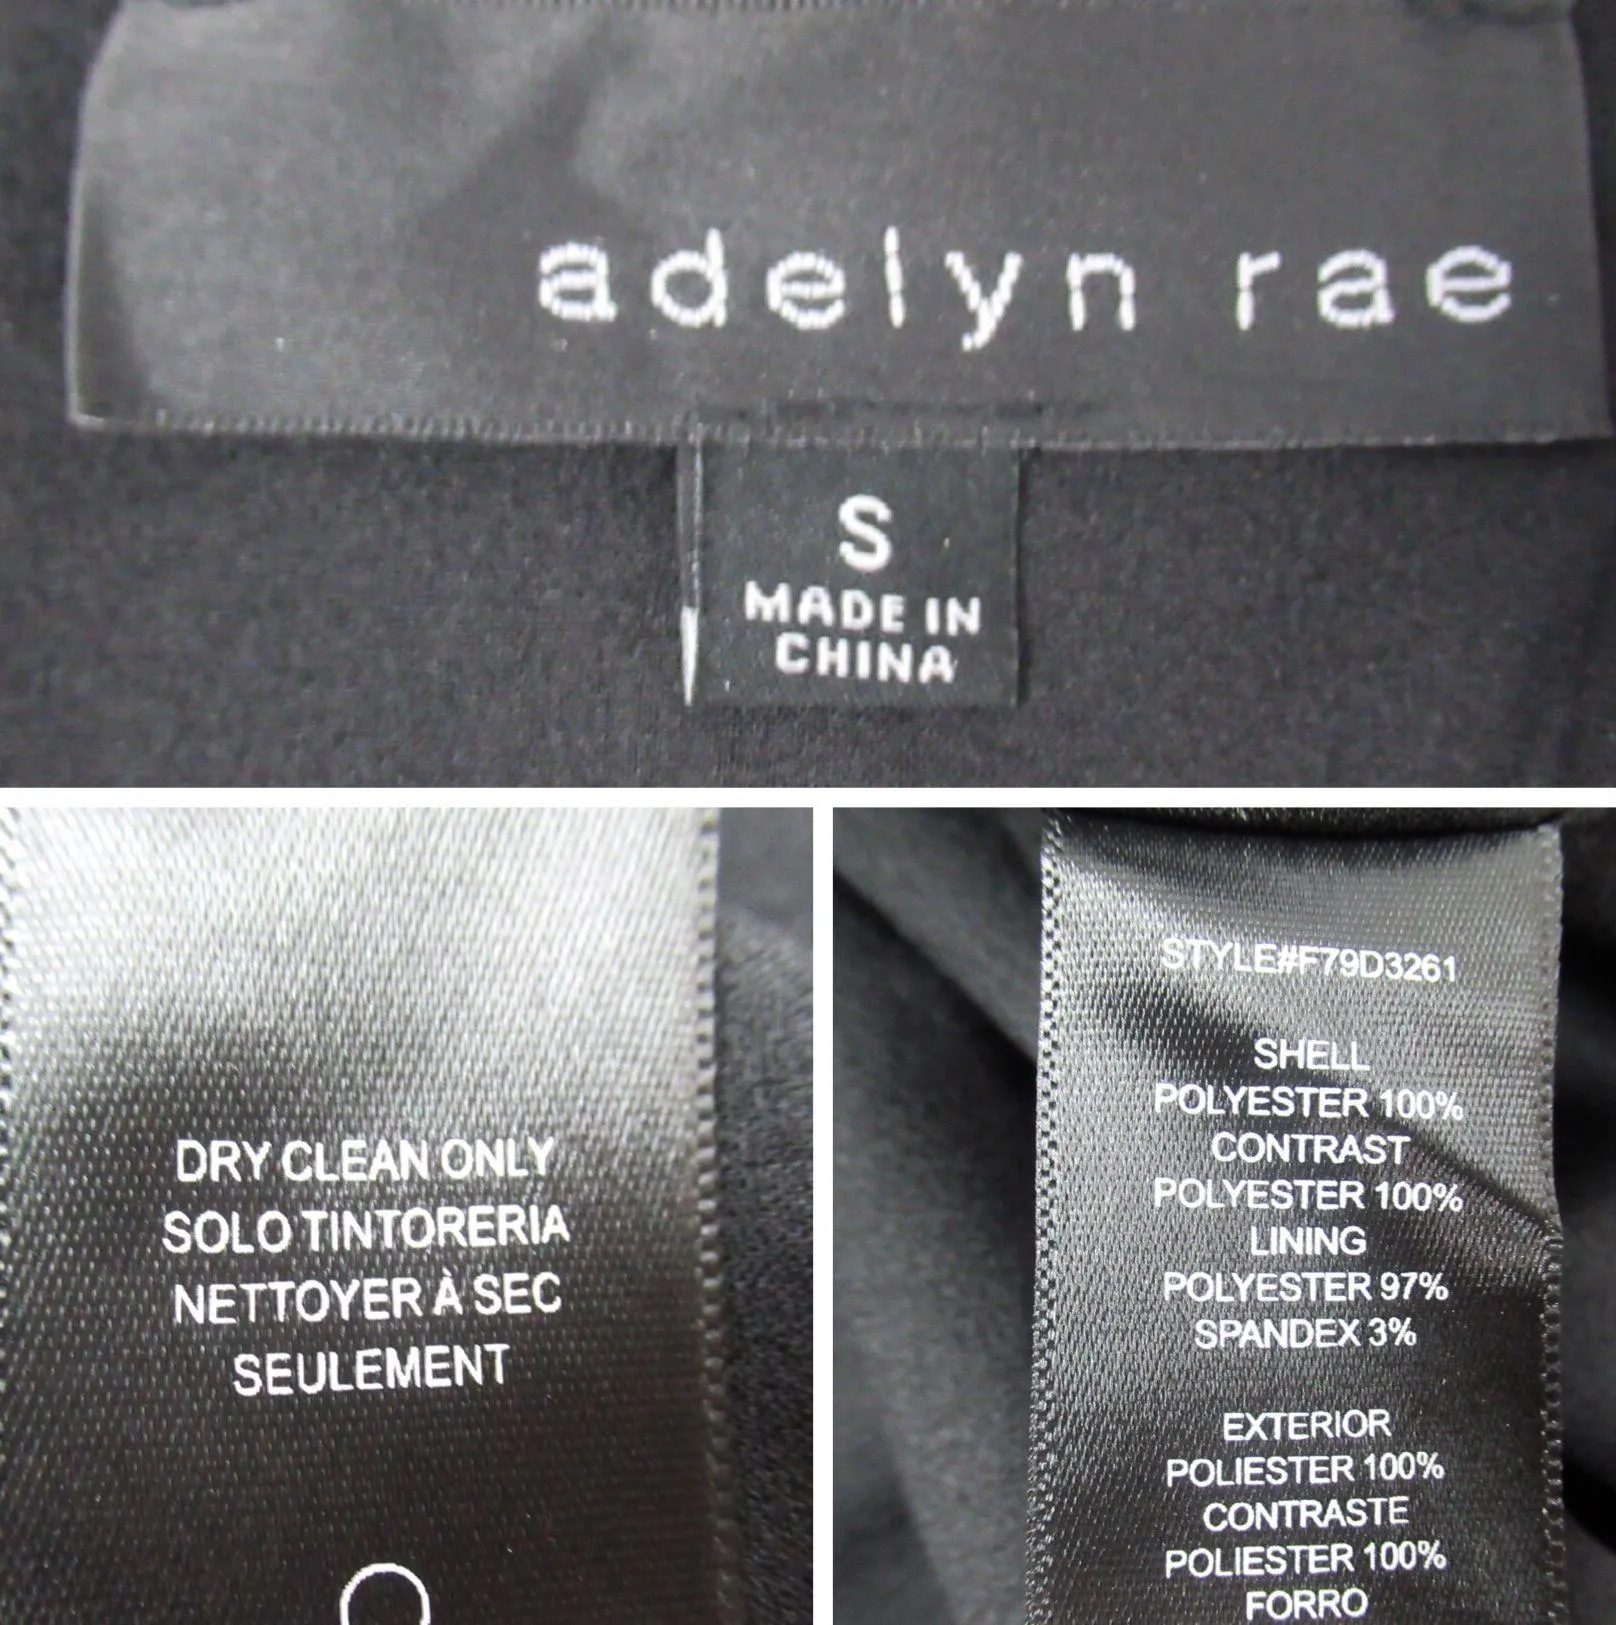 adelyn rae
S
MADE IN
CHINA
DRY CLEAN ONLY
SOLO TINTORERIA
NETTOYER À SEC
SEULEMENT
STYLE#F79D3261
SHELL
POLYESTER 100%
CONTRAST
POLYESTER 100%
LINING
POLYESTER 97%
SPANDEX 3%
EXTERIOR
POLIESTER 100%
CONTRASTE
POLIESTER 100%
FORRO